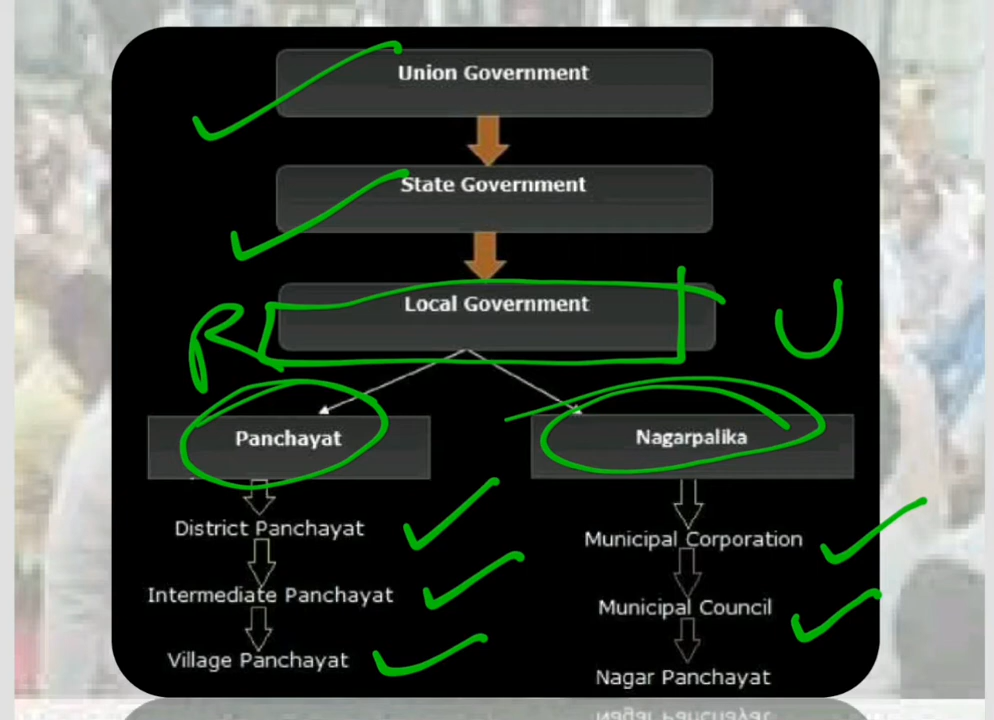 Union Government
State Government
Local Government
R
U
Panchayat
Nagarpalika
District Panchayat
Intermediate Panchayat
Village Panchayat
Municipal Corporation
Municipal Council
Nagar Panchayat